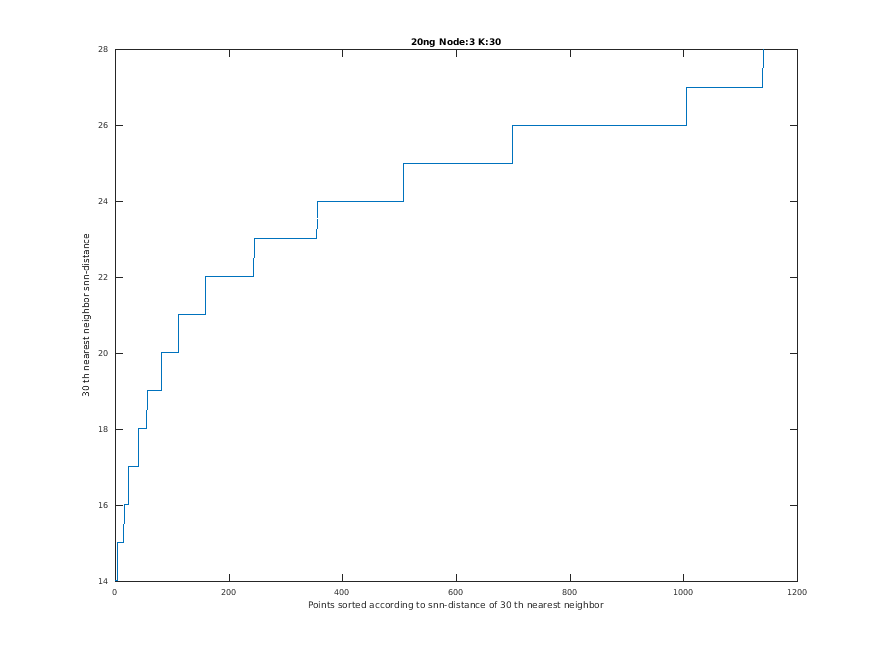 20ng Node:3 K:30
28
26
24
22
20
18
16
14
30 th nearest neighbor snn-distance
0 200 400 600 800 1000 1200
Points sorted according to snn-distance of 30 th nearest neighbor